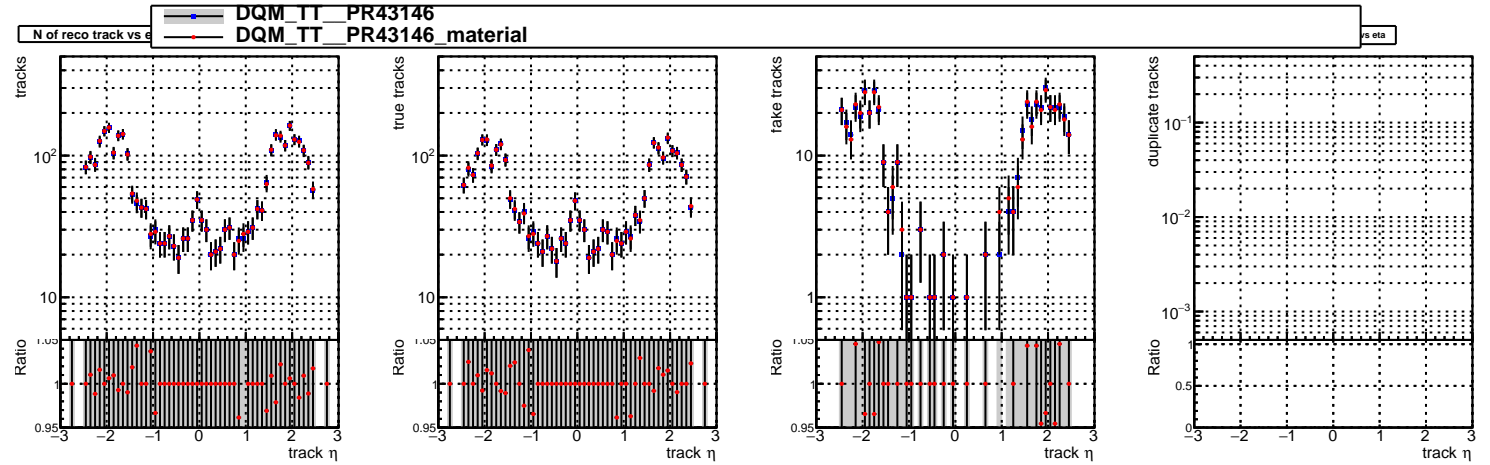 DQM_TT__PR43146
DQM_TT__PR43146_material
N of reco track vs e
vs eta
tracks
10²
10
Ratio
1.05
1
0.95
−3 −2 −1 0 1 2 3
track η
true tracks
10²
10
Ratio
1.05
1
0.95
−3 −2 −1 0 1 2 3
track η
fake tracks
10
1
Ratio
1.05
1
0.95
−3 −2 −1 0 1 2 3
track η
duplicate tracks
10⁻¹
10⁻²
10⁻³
Ratio
1
0.5
0
−3 −2 −1 0 1 2 3
track η